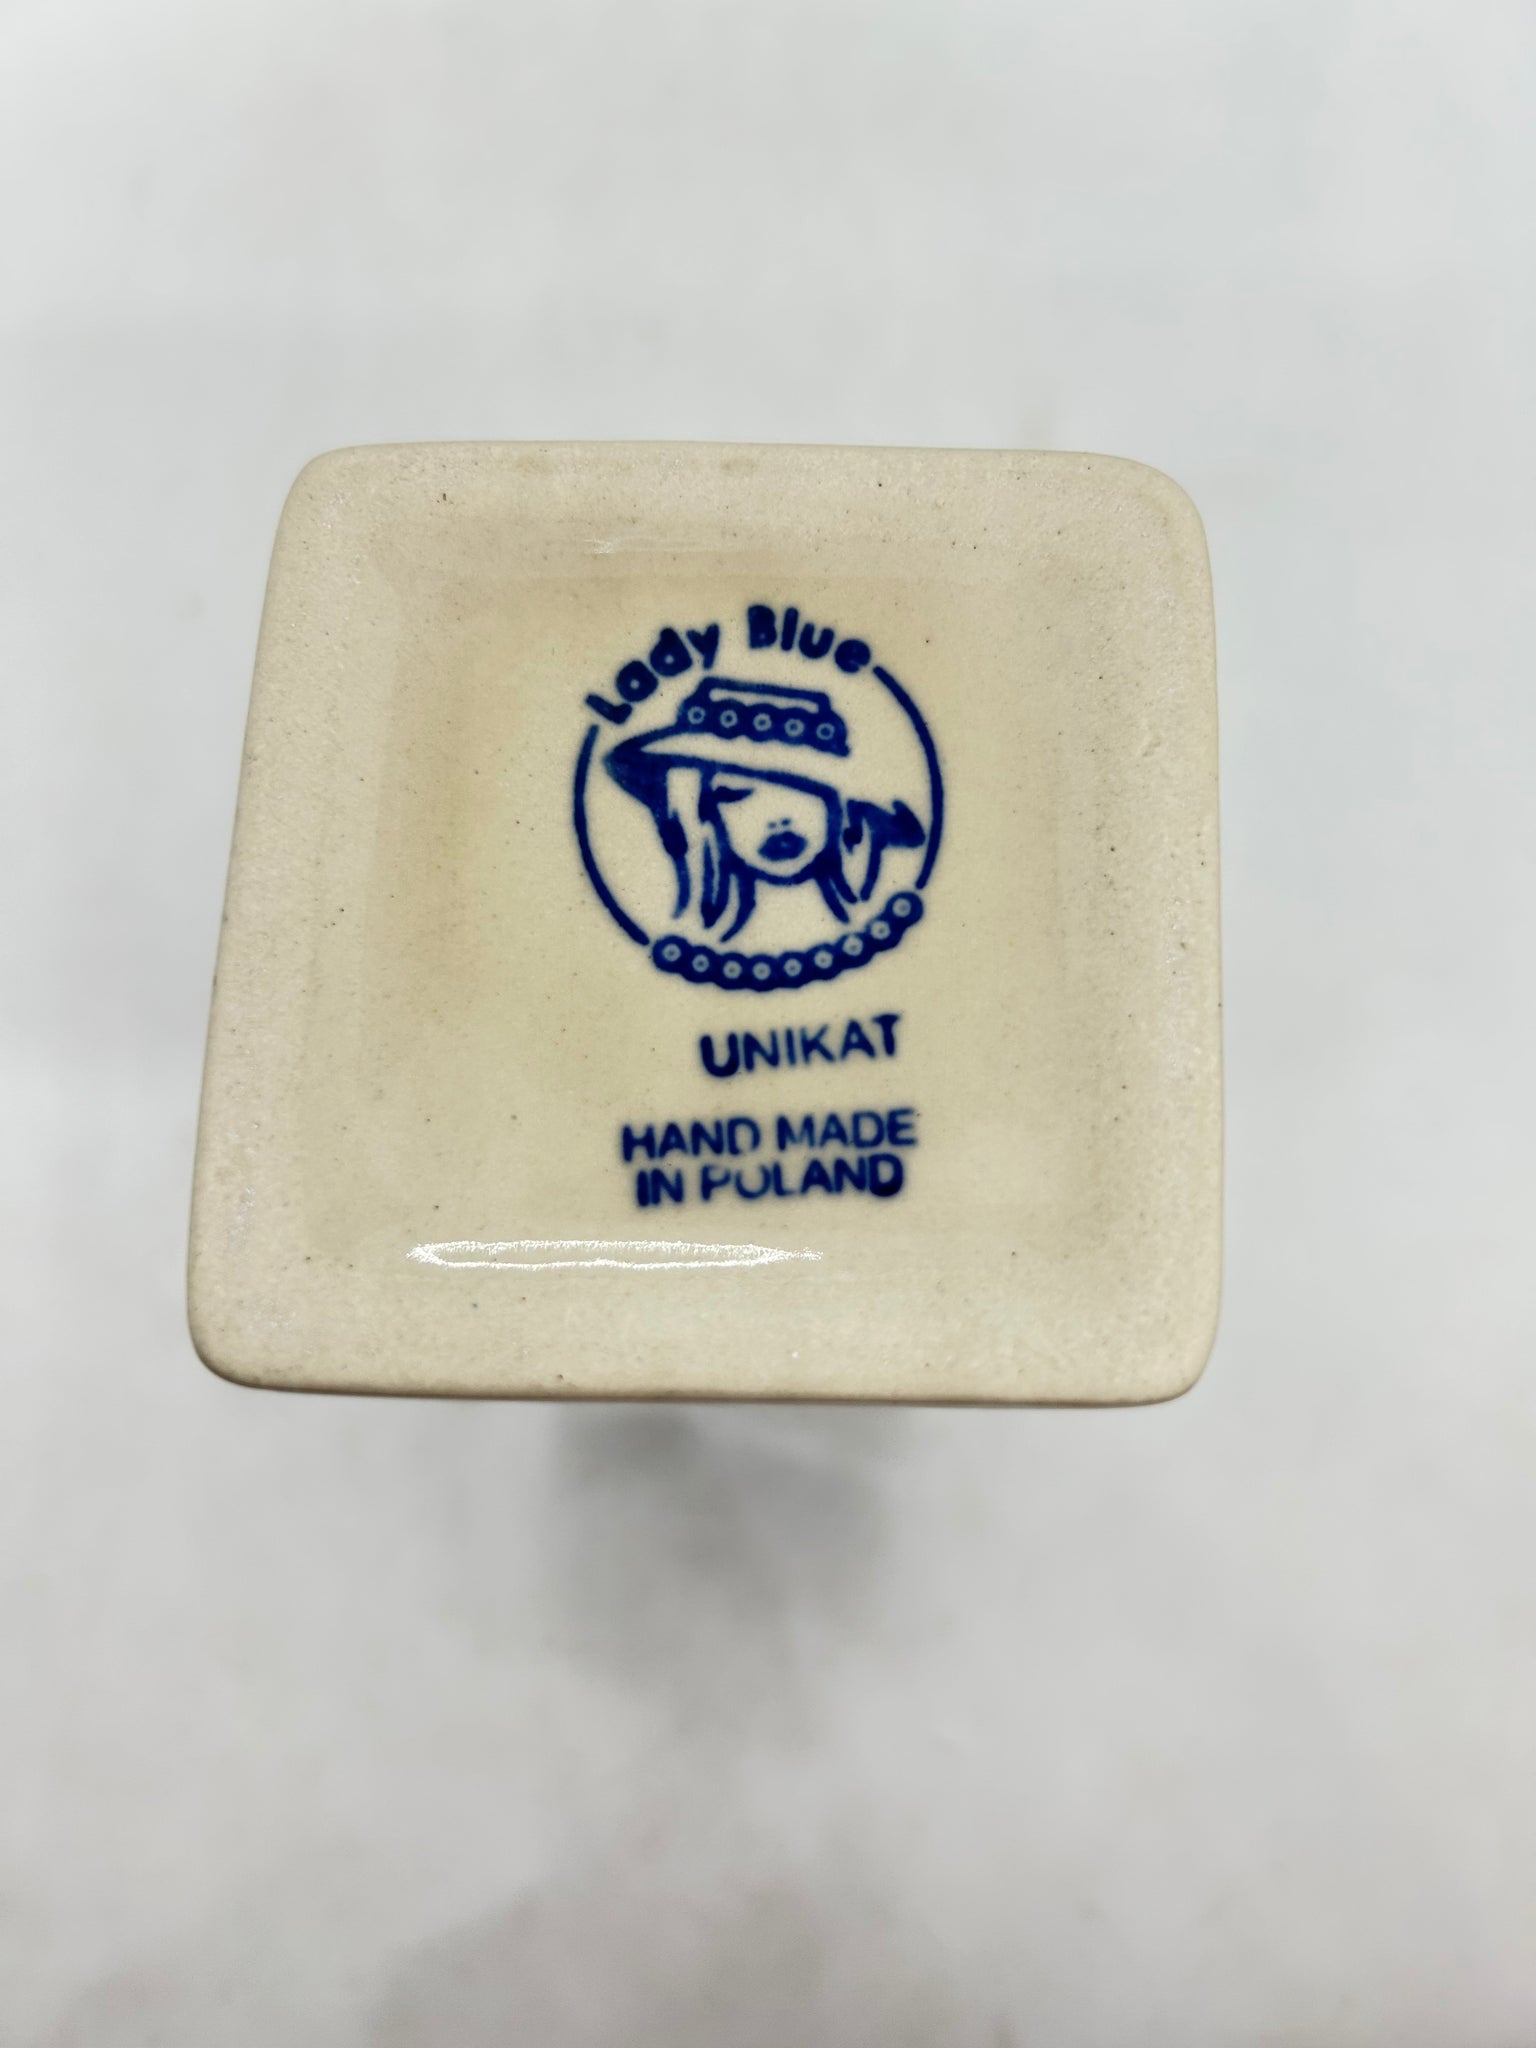 Lady Blue
UNIKAT
HAND MADE
IN POLAND